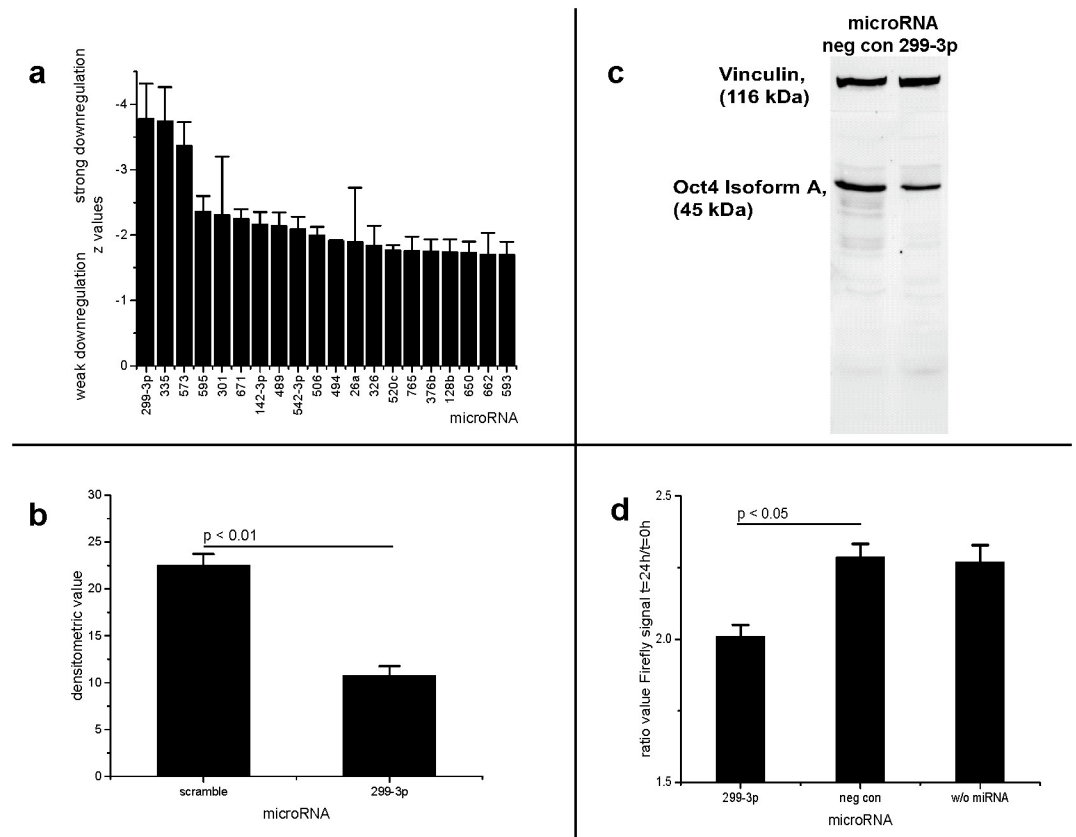 a
strong downregulation
z values
weak downregulation
-4
-3
-2
-1
0
299-3p
335
573
595
301
671
142-3p
489
542-3p
506
494
26a
326
520c
765
376b
128b
650
662
593
microRNA
c
microRNA
neg con 299-3p
Vinculin,
(116 kDa)
Oct4 Isoform A,
(45 kDa)
b
densitometric value
30
25
20
15
10
5
0
p < 0.01
scramble
299-3p
microRNA
d
ratio value Firefly signal t=24h/t=0h
2.5
2.0
1.5
p < 0.05
299-3p
neg con
w/o miRNA
microRNA